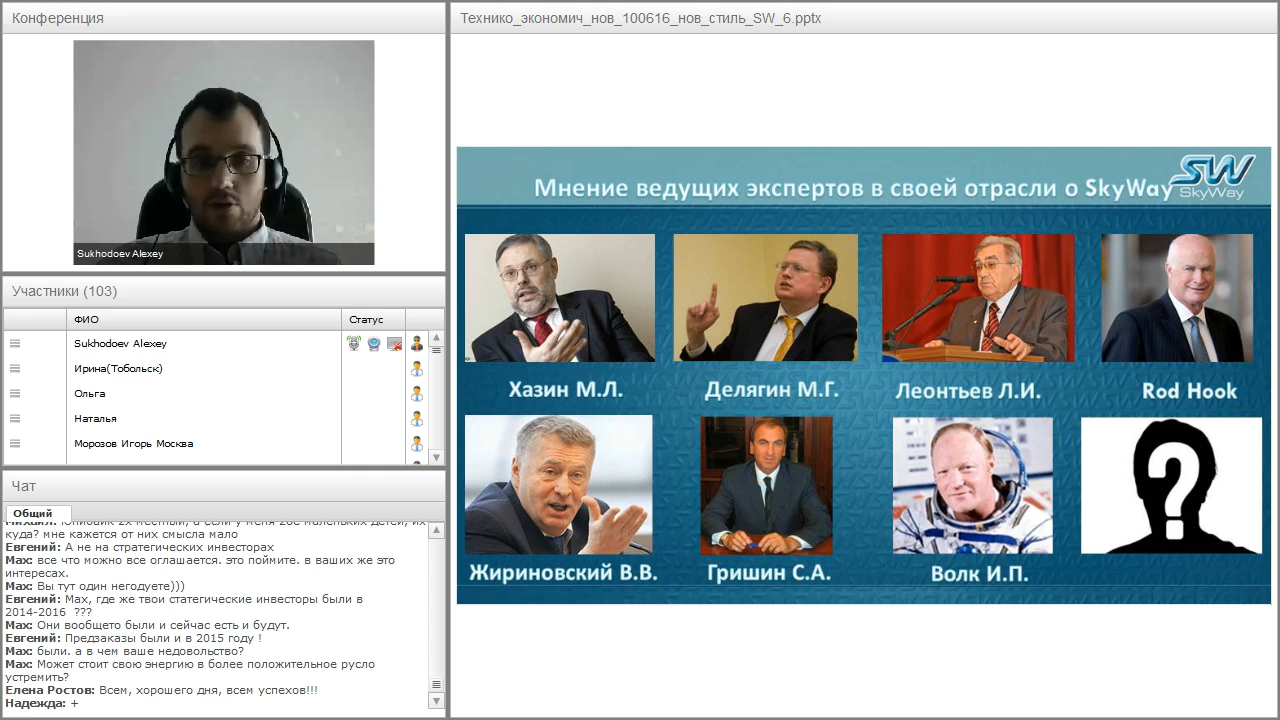 Конференция
Sukhodoev Alexey
Участники (103)
ФИО
Статус
Sukhodoev Alexey
Ирина(Тобольск)
Ольга
Наталья
Морозов Игорь Москва
Чат
Общий
куда? мне кажется от них смысла мало
Евгений: А не на стратегических инвесторах
Max: все что можно все оглашается. это поймите. в ваших же это
интересах.
Max: Вы тут один негодуете)))
Евгений: Max, где же твои статегические инвесторы были в
2014-2016 ???
Max: Они вообщето были и сейчас есть и будут.
Евгений: Предзаказы были и в 2015 году !
Max: были. а в чем ваше недовольство?
Max: Может стоит свою энергию в более положительное русло
устремить?
Елена Ростов: Всем, хорошего дня, всем успехов!!!
Надежда: +
Технико_экономич_нов_100616_нов_стиль_SW_6.pptx
Мнение ведущих экспертов в своей отрасли о SkyWay
SW
SkyWay
Хазин М.Л.
Делягин М.Г.
Леонтьев Л.И.
Rod Hook
Жириновский В.В.
Гришин С.А.
Волк И.П.
?